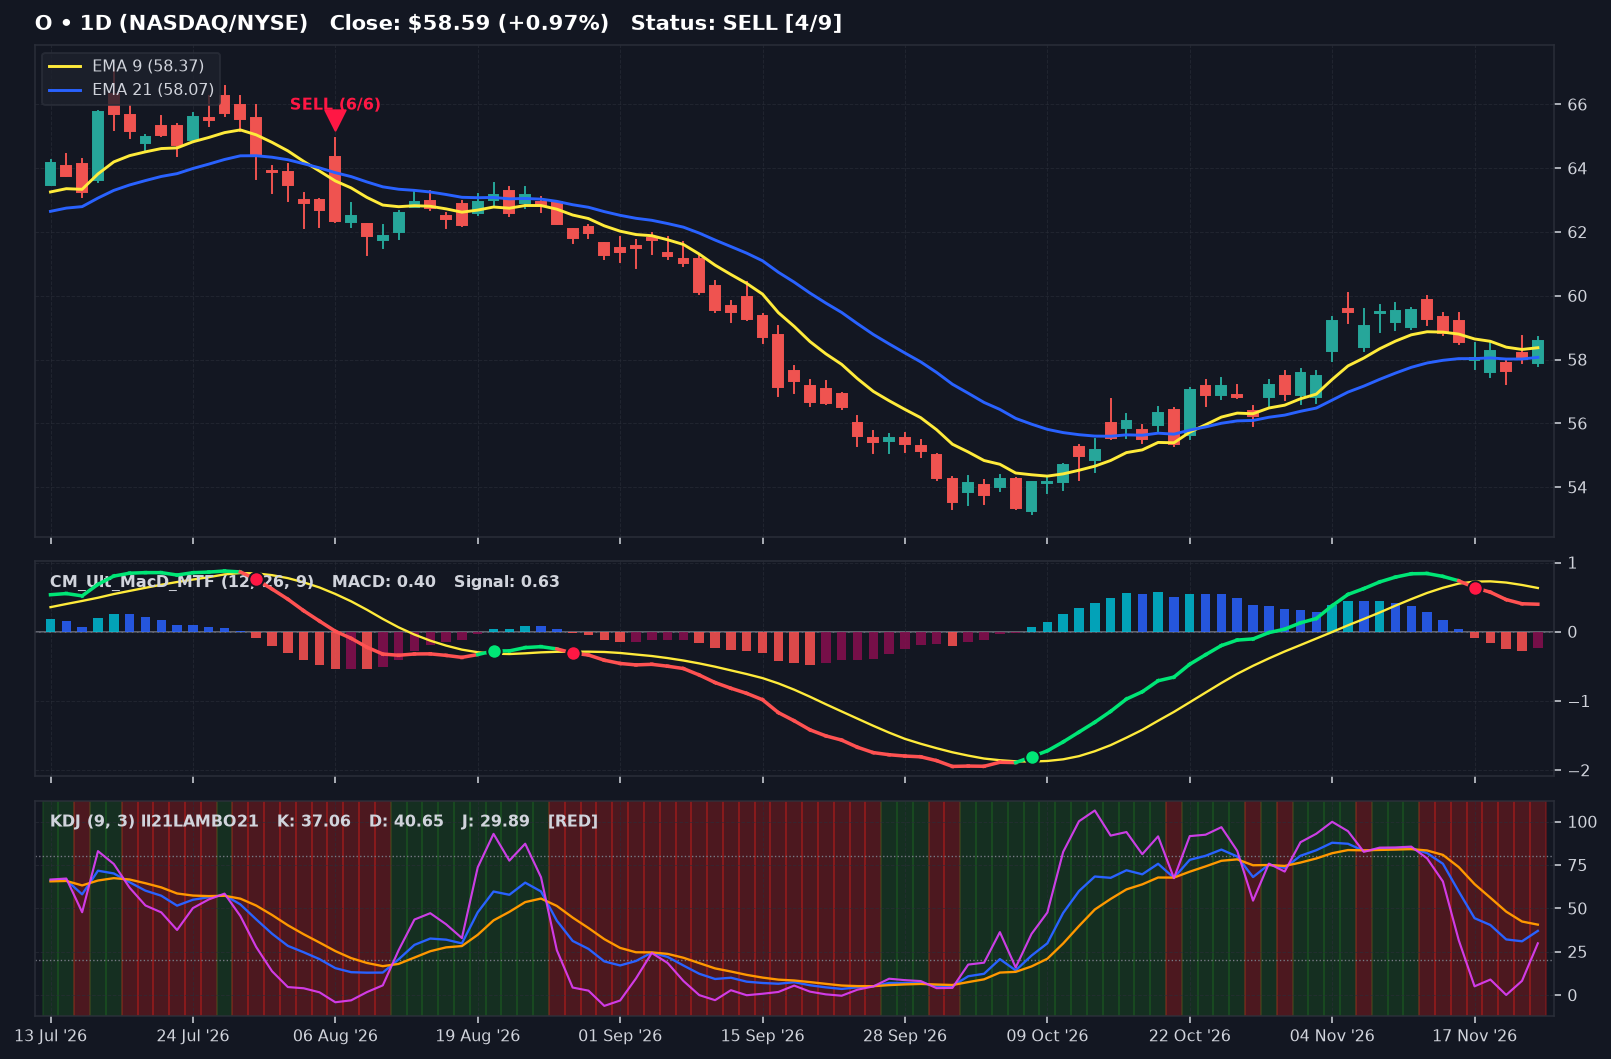 O • 1D (NASDAQ/NYSE)   Close: $58.59 (+0.97%)   Status: SELL [4/9]
EMA 9 (58.37)
EMA 21 (58.07)
SELL (6/6)
66
64
62
60
58
56
54
CM_Ult_MacD_MTF (12, 26, 9)   MACD: 0.40   Signal: 0.63
1
0
−1
−2
KDJ (9, 3) II21LAMBO21   K: 37.06   D: 40.65   J: 29.89   [RED]
100
75
50
25
0
13 Jul '26
24 Jul '26
06 Aug '26
19 Aug '26
01 Sep '26
15 Sep '26
28 Sep '26
09 Oct '26
22 Oct '26
04 Nov '26
17 Nov '26